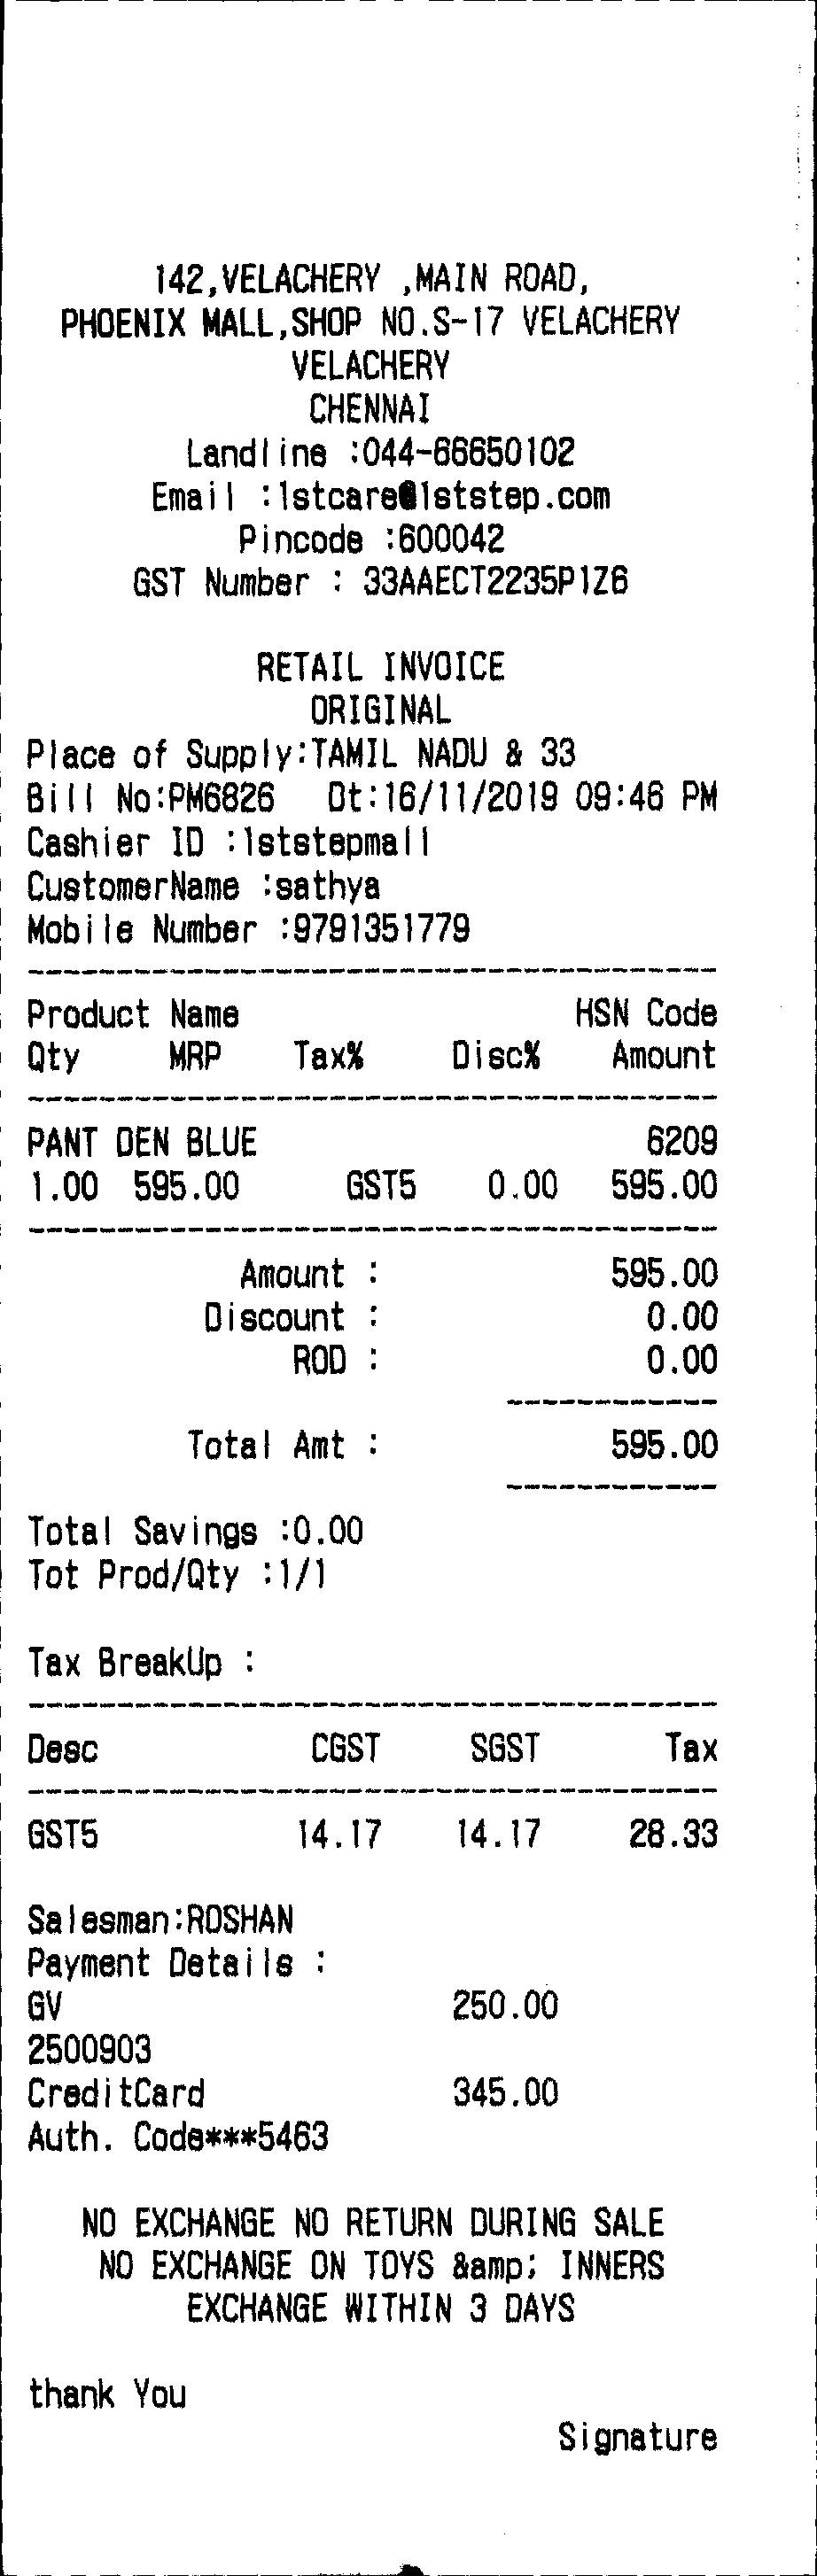 142,VELACHERY ,MAIN ROAD,
PHOENIX MALL,SHOP NO.S-17 VELACHERY
VELACHERY
CHENNAI
Landline :044-66650102
Email :1stcare@1ststep.com
Pincode :600042
GST Number : 33AAECT2235P1Z6
RETAIL INVOICE
ORIGINAL
Place of Supply:TAMIL NADU & 33
Bill No:PM6826 Dt:16/11/2019 09:46 PM
Cashier ID :1ststepmall
CustomerName :sathya
Mobile Number :9791351779
Product Name HSN Code
Qty MRP Tax% Disc% Amount
PANT DEN BLUE 6209
1.00 595.00 GST5 0.00 595.00
Amount : 595.00
Discount : 0.00
ROD : 0.00
Total Amt : 595.00
Total Savings :0.00
Tot Prod/Qty :1/1
Tax BreakUp :
Desc CGST SGST Tax
GST5 14.17 14.17 28.33
Salesman:ROSHAN
Payment Details :
GV 250.00
2500903
CreditCard 345.00
Auth. Code***5463
NO EXCHANGE NO RETURN DURING SALE
NO EXCHANGE ON TOYS &amp; INNERS
EXCHANGE WITHIN 3 DAYS
thank You
Signature